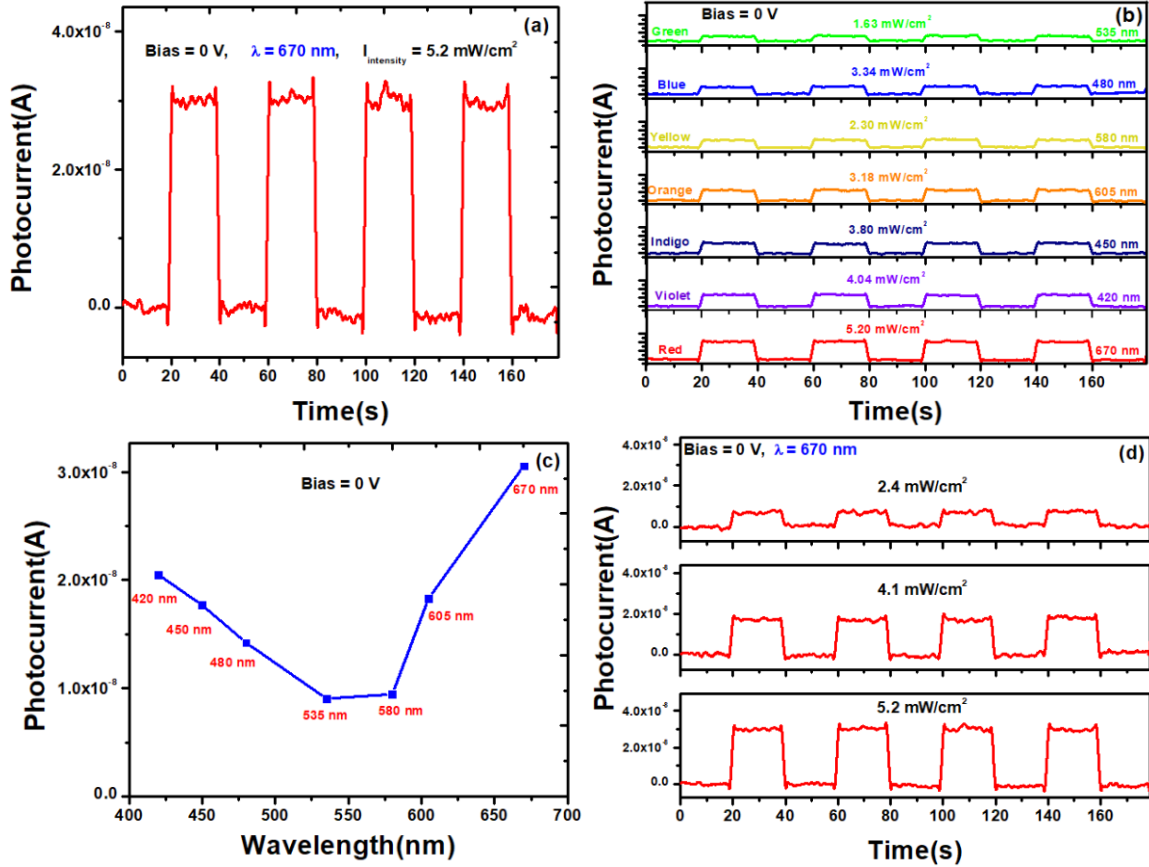 (a)
Bias = 0 V, λ = 670 nm, I intensity = 5.2 mW/cm²
Photocurrent(A)
4.0x10⁻⁸
2.0x10⁻⁸
0.0
0 20 40 60 80 100 120 140 160
Time(s)
Bias = 0 V (b)
Green 1.63 mW/cm² 535 nm
Blue 3.34 mW/cm² 480 nm
Yellow 2.30 mW/cm² 580 nm
Orange 3.18 mW/cm² 605 nm
Indigo 3.80 mW/cm² 450 nm
Violet 4.04 mW/cm² 420 nm
Red 5.20 mW/cm² 670 nm
Photocurrent(A)
0 20 40 60 80 100 120 140 160
Time(s)
(c)
Bias = 0 V
Photocurrent(A)
3.0x10⁻⁸
2.0x10⁻⁸
1.0x10⁻⁸
0.0
420 nm
450 nm
480 nm
535 nm
580 nm
605 nm
670 nm
400 450 500 550 600 650 700
Wavelength(nm)
Bias = 0 V, λ = 670 nm (d)
Photocurrent(A)
4.0x10⁻⁸
2.0x10⁻⁸
0.0
2.4 mW/cm²
4.0x10⁻⁸
2.0x10⁻⁸
0.0
4.1 mW/cm²
4.0x10⁻⁸
2.0x10⁻⁸
0.0
5.2 mW/cm²
0 20 40 60 80 100 120 140 160
Time(s)